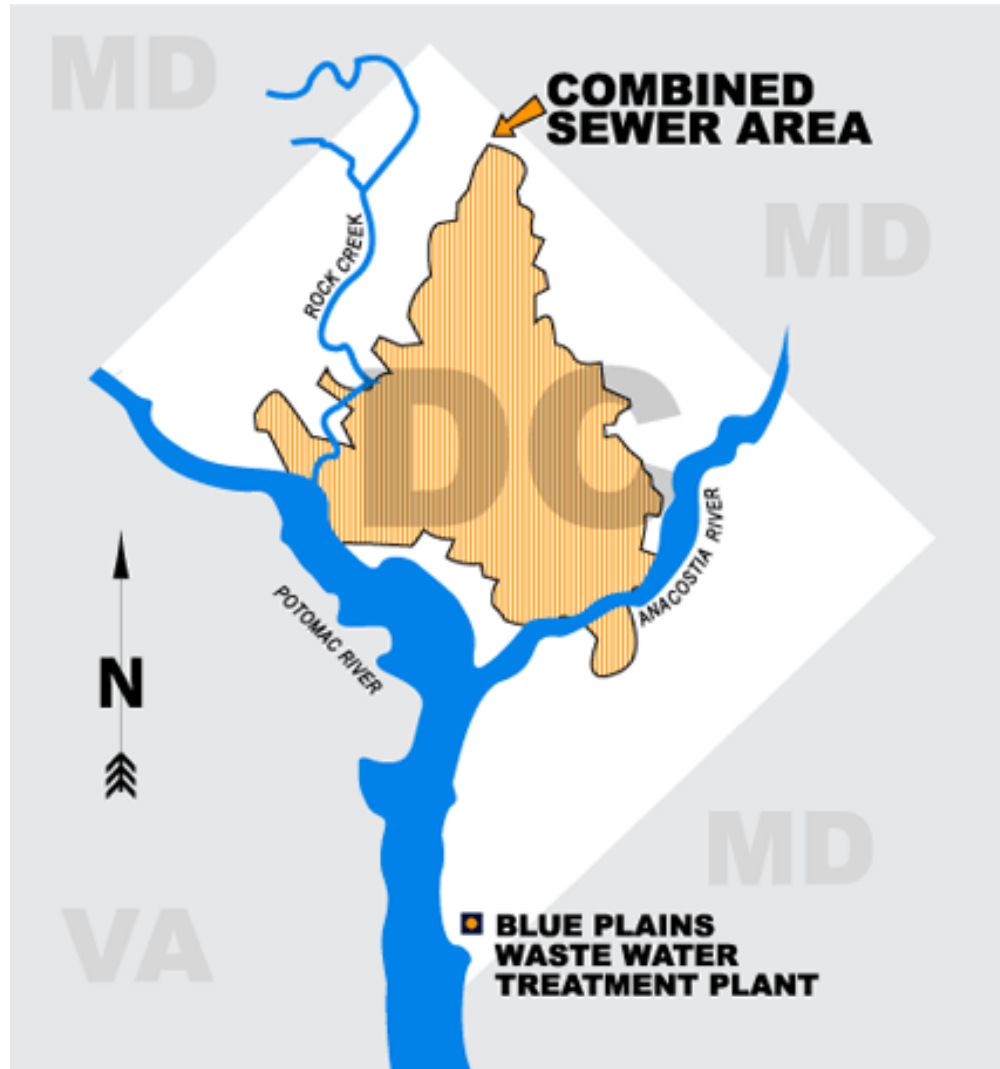 MD
COMBINED
SEWER AREA
MD
ROCK CREEK
DC
ANACOSTIA RIVER
POTOMAC RIVER
N
MD
VA
BLUE PLAINS
WASTE WATER
TREATMENT PLANT